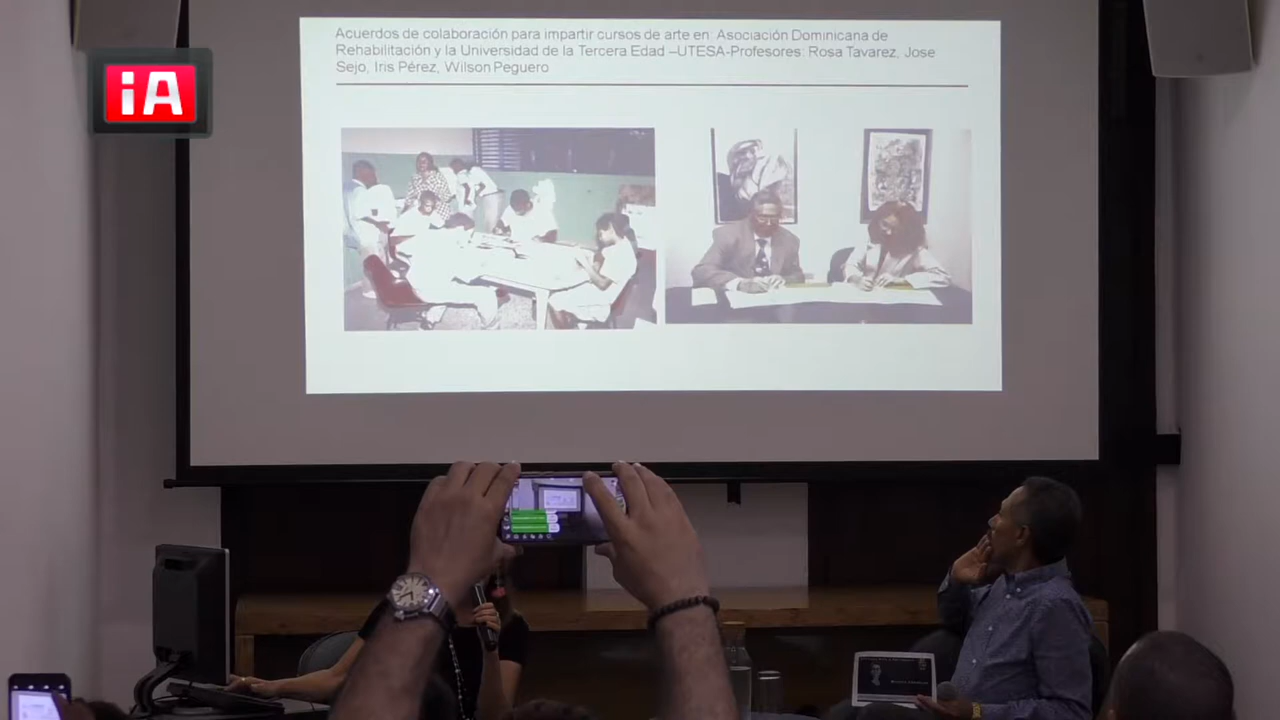 iA
Acuerdos de colaboración para impartir cursos de arte en: Asociación Dominicana de
Rehabilitación y la Universidad de la Tercera Edad –UTESA-Profesores: Rosa Tavarez, Jose
Sejo, Iris Pérez, Wilson Peguero